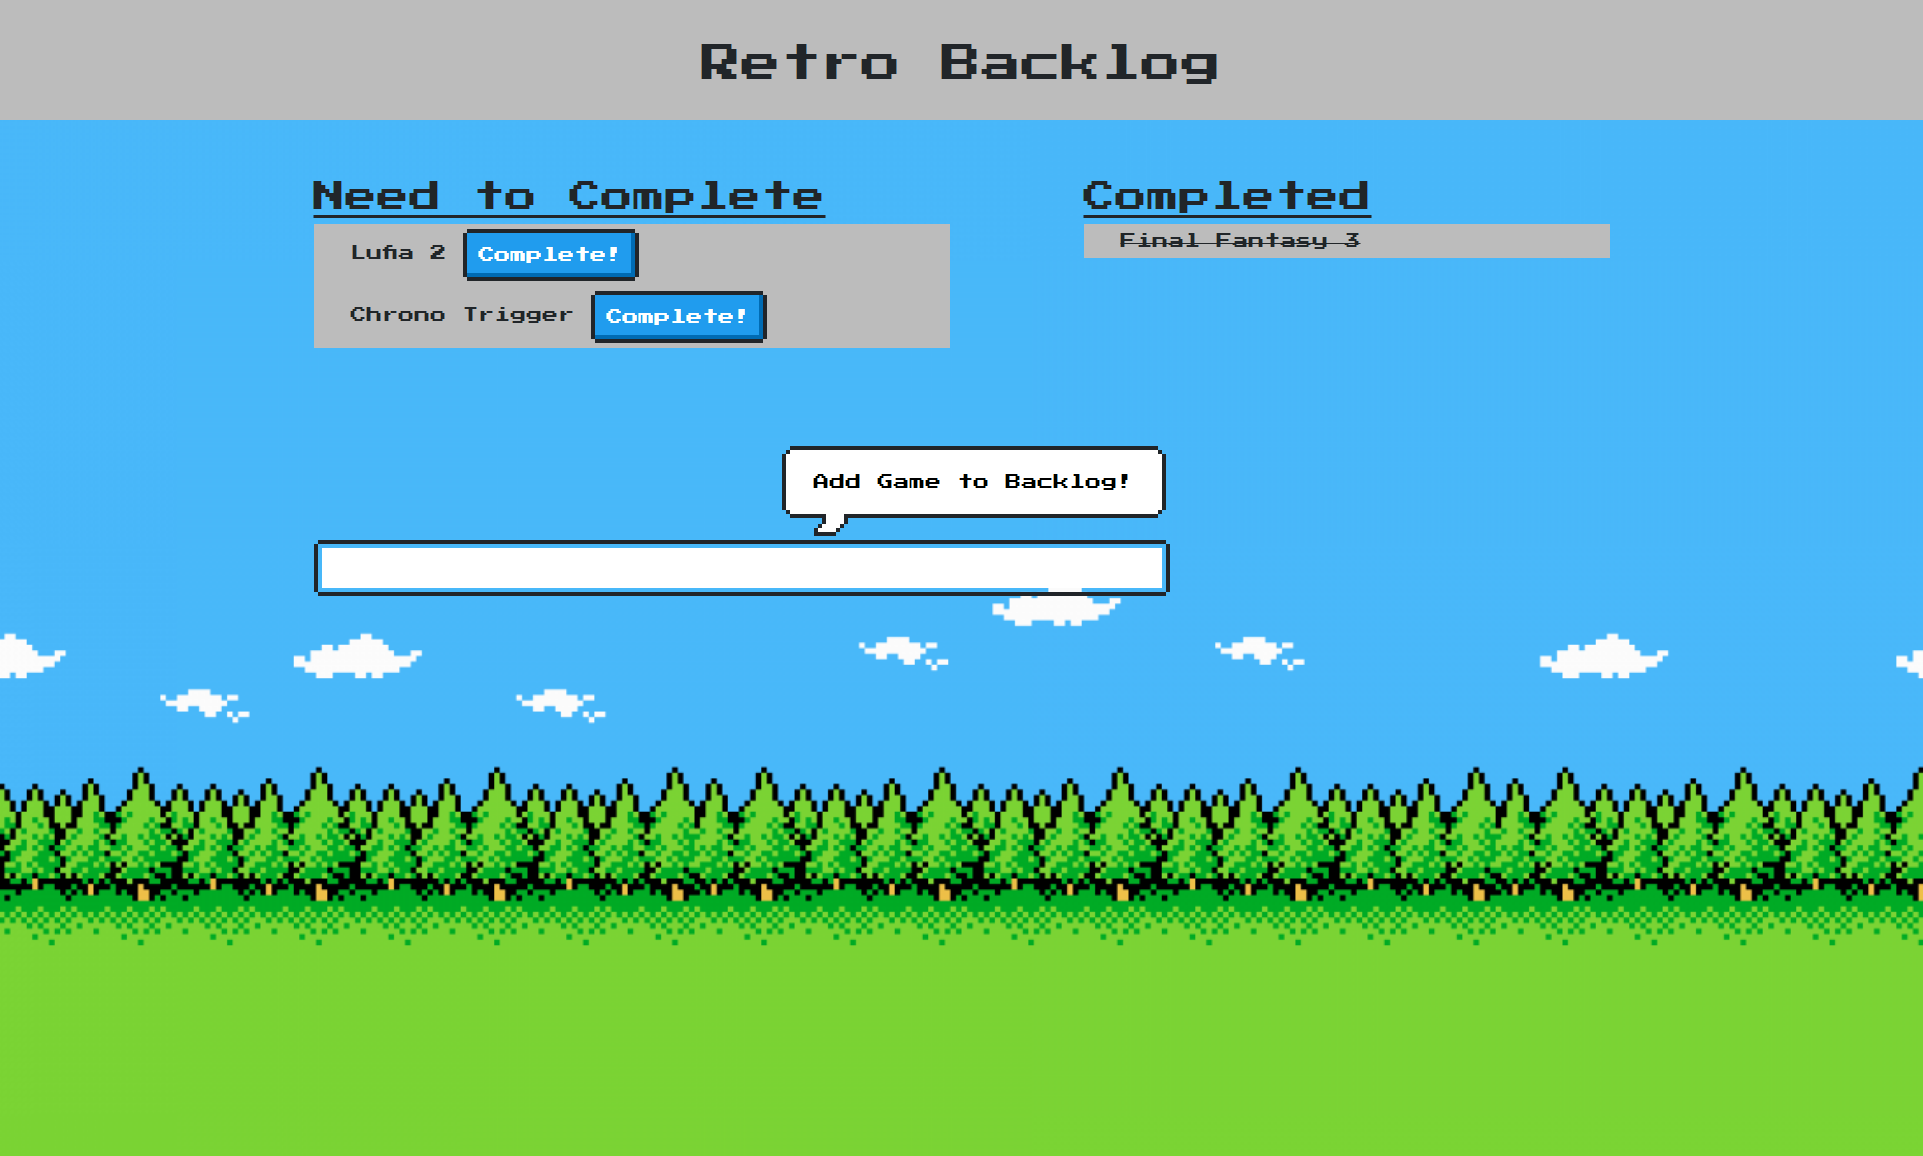 Retro Backlog
Need to Complete
Lufia 2 Complete!
Chrono Trigger Complete!
Completed
Final Fantasy 3
Add Game to Backlog!